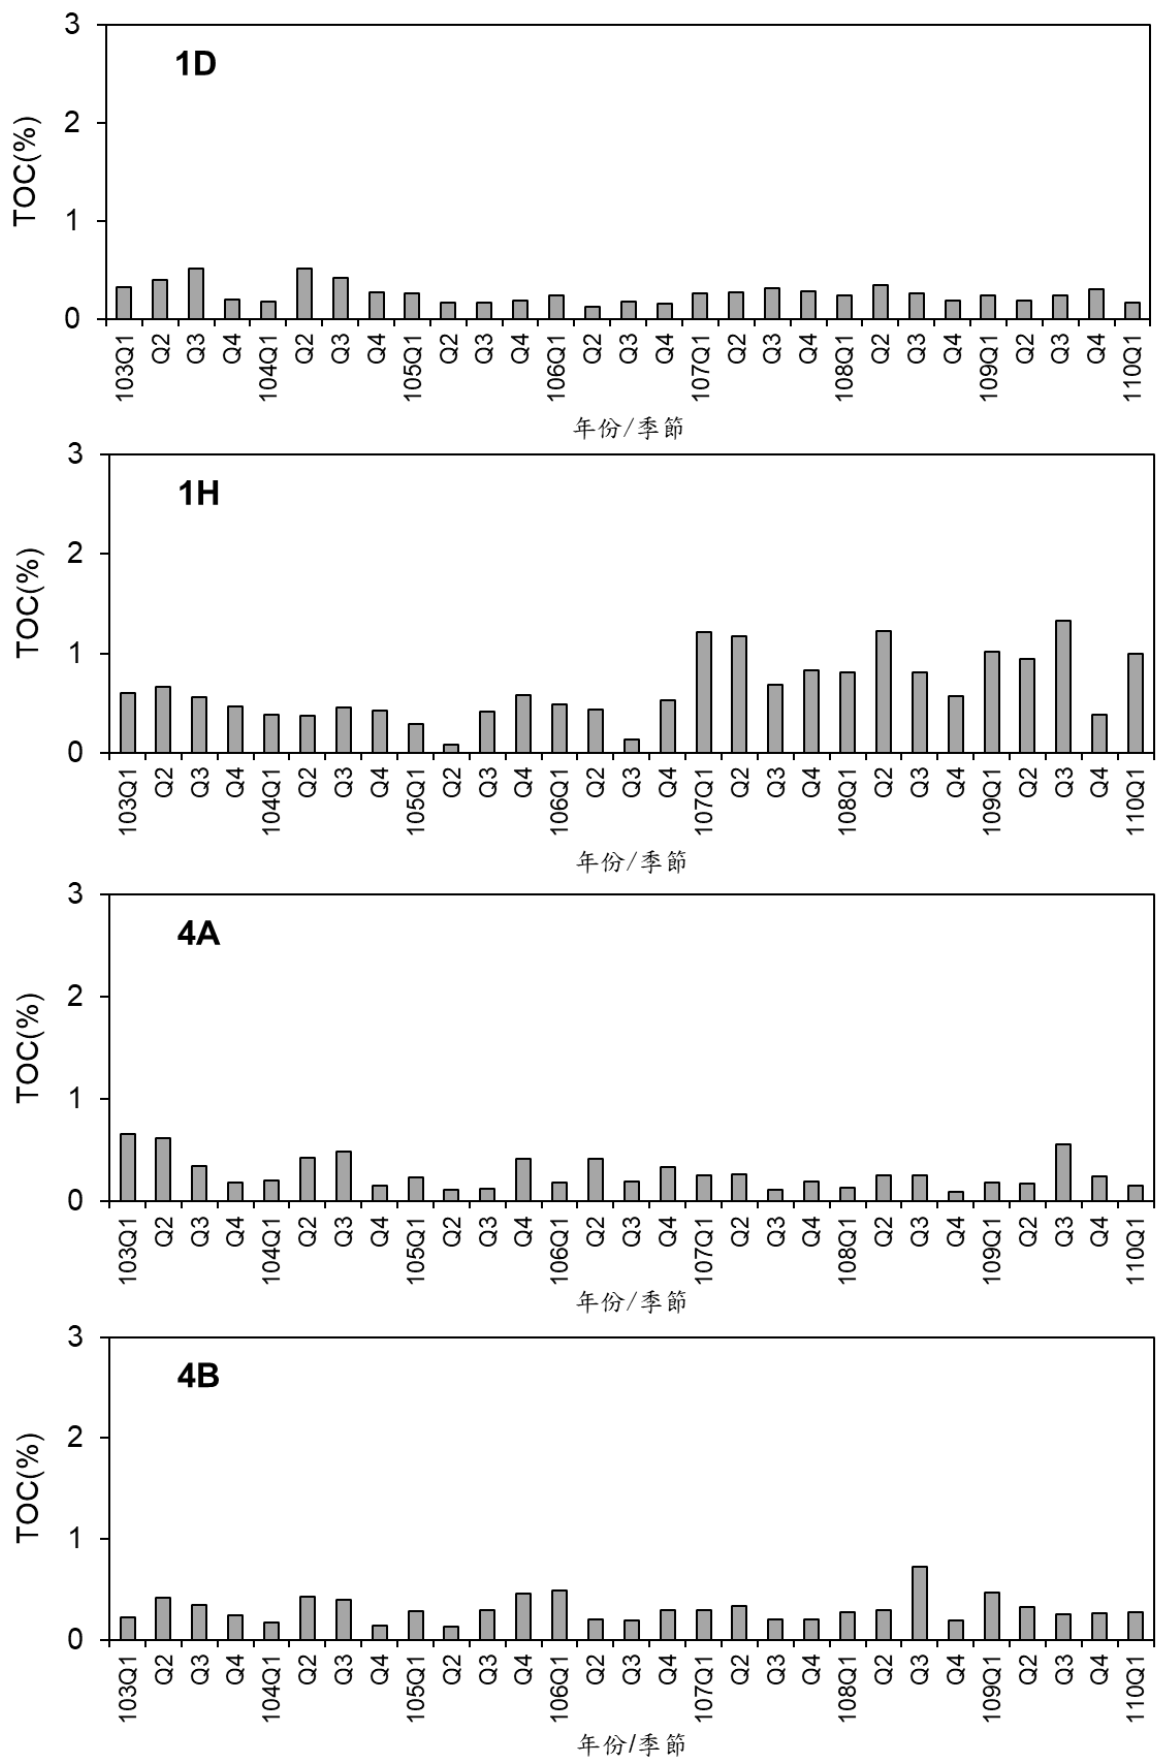 3
1D
2
TOC(%)
1
0
103Q1 Q2 Q3 Q4 104Q1 Q2 Q3 Q4 105Q1 Q2 Q3 Q4 106Q1 Q2 Q3 Q4 107Q1 Q2 Q3 Q4 108Q1 Q2 Q3 Q4 109Q1 Q2 Q3 Q4 110Q1
年份/季節
3
1H
2
TOC(%)
1
0
103Q1 Q2 Q3 Q4 104Q1 Q2 Q3 Q4 105Q1 Q2 Q3 Q4 106Q1 Q2 Q3 Q4 107Q1 Q2 Q3 Q4 108Q1 Q2 Q3 Q4 109Q1 Q2 Q3 Q4 110Q1
年份/季節
3
4A
2
TOC(%)
1
0
103Q1 Q2 Q3 Q4 104Q1 Q2 Q3 Q4 105Q1 Q2 Q3 Q4 106Q1 Q2 Q3 Q4 107Q1 Q2 Q3 Q4 108Q1 Q2 Q3 Q4 109Q1 Q2 Q3 Q4 110Q1
年份/季節
3
4B
2
TOC(%)
1
0
103Q1 Q2 Q3 Q4 104Q1 Q2 Q3 Q4 105Q1 Q2 Q3 Q4 106Q1 Q2 Q3 Q4 107Q1 Q2 Q3 Q4 108Q1 Q2 Q3 Q4 109Q1 Q2 Q3 Q4 110Q1
年份/季節